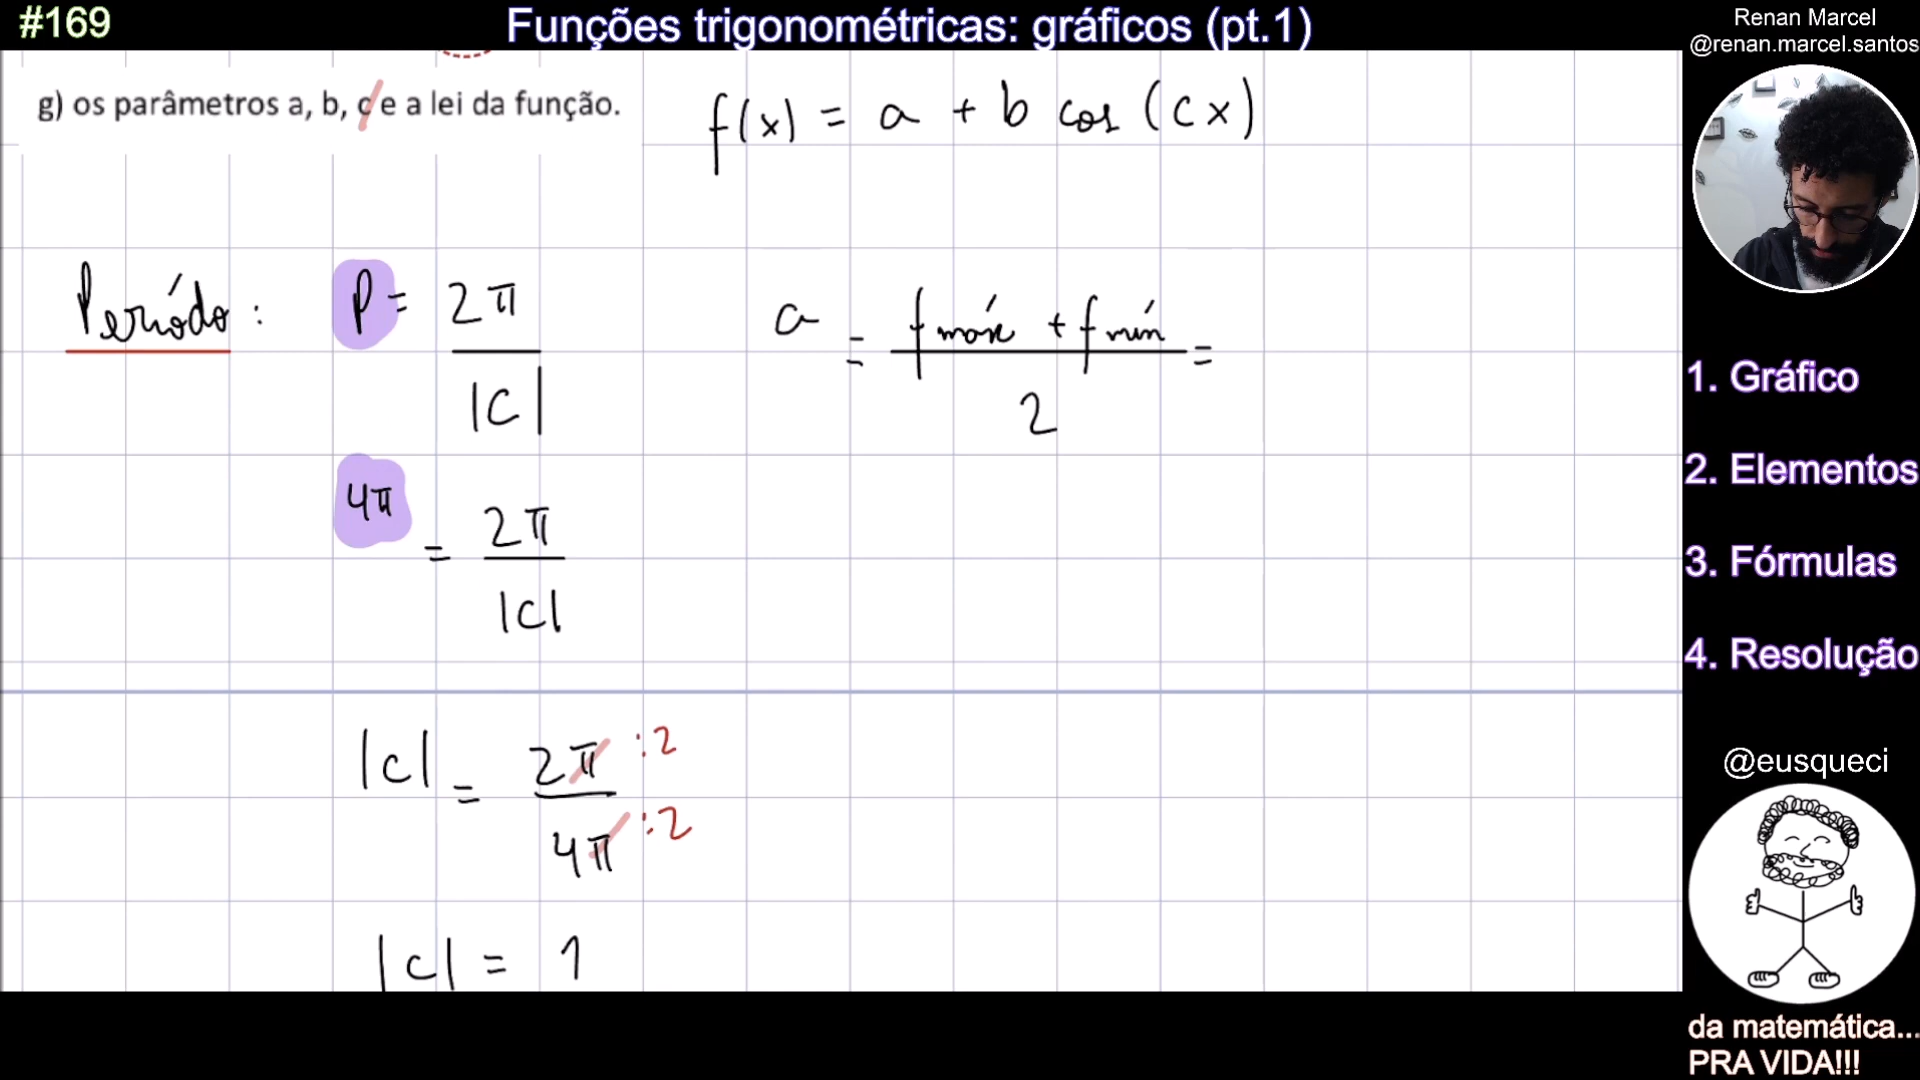 #169
Funções trigonométricas: gráficos (pt.1)
Renan Marcel
@renan.marcel.santos
g) os parâmetros a, b, c e a lei da função.
f(x) = a + b cos (cx)
Período: P = 2π
|c|
a = fmáx + fmín =
2
4π = 2π
|c|
|c| = 2π :2
4π :2
|c| = 1
1. Gráfico
2. Elementos
3. Fórmulas
4. Resolução
@eusqueci
da matemática...
PRA VIDA!!!